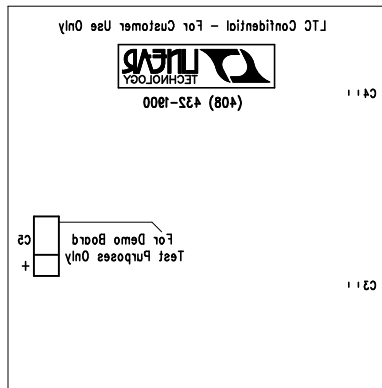 LTC Confidential - For Customer Use Only
LINEAR
TECHNOLOGY
(408) 432-1900
C4
C5
+
For Demo Board
Test Purposes Only
C3